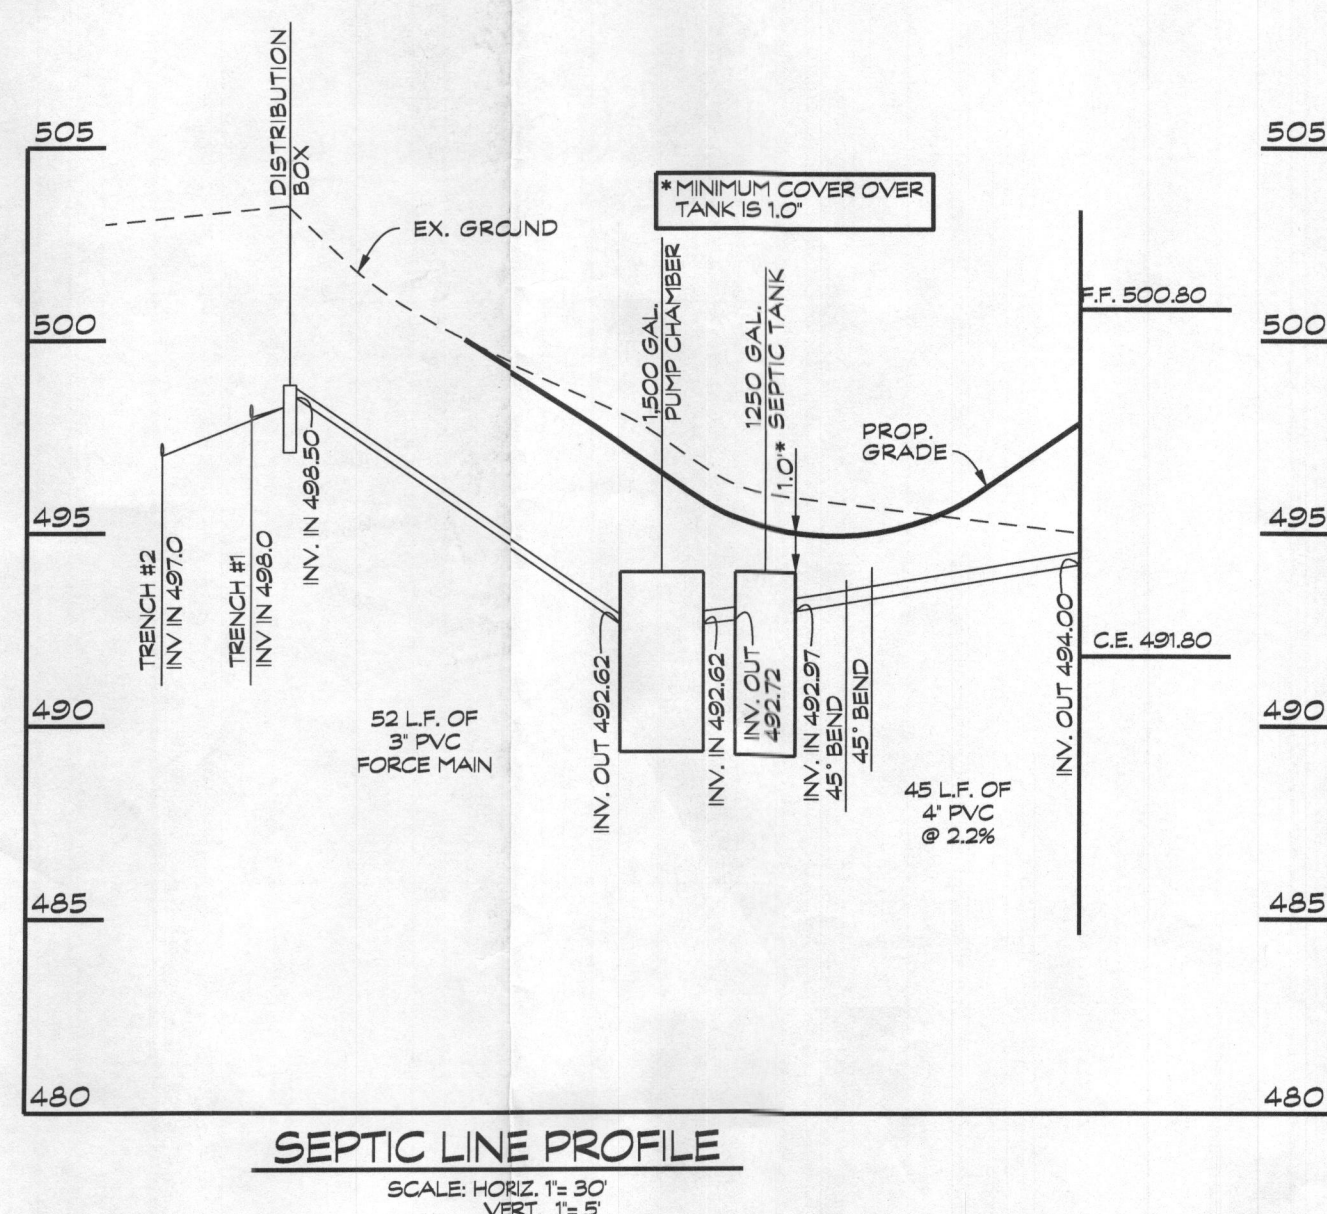 DISTRIBUTION
BOX
505
505
* MINIMUM COVER OVER
TANK IS 1.0"
EX. GROUND
F.F. 500.80
500
500
1,500 GAL.
PUMP CHAMBER
1250 GAL.
SEPTIC TANK
1.0'*
PROP.
GRADE
495
495
INV. IN 498.50
TRENCH #2
INV IN 497.0
TRENCH #1
INV IN 498.0
C.E. 491.80
INV. OUT 492.62
INV. IN 492.62
INV. OUT
492.72
INV. IN 492.97
45° BEND
45° BEND
INV. OUT 494.00
490
490
52 L.F. OF
3" PVC
FORCE MAIN
45 L.F. OF
4" PVC
@ 2.2%
485
485
480
480
SEPTIC LINE PROFILE
SCALE: HORIZ. 1"= 30'
VERT. 1"= 5'